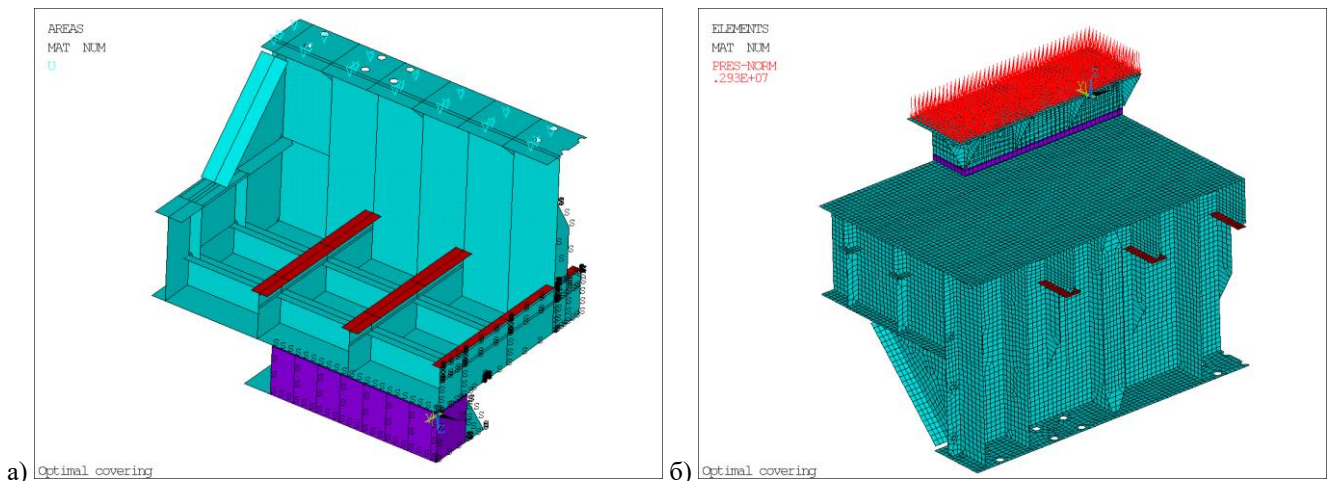 AREAS
MAT NUM
U
Optimal covering
а)
ELEMENTS
MAT NUM
PRES-NORM
.293E+07
Optimal covering
б)